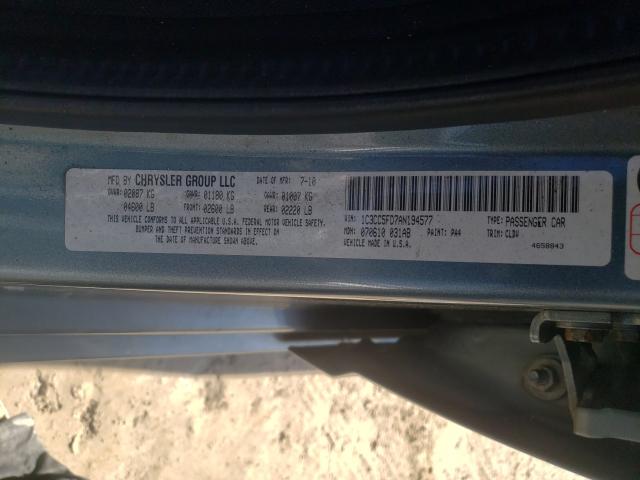 MFD BY CHRYSLER GROUP LLC DATE OF MFR: 7-10
GVWR: 02087 KG GAWR: 01180 KG GAWR: 01007 KG
04600 LB FRONT: 02600 LB REAR: 02220 LB
THIS VEHICLE CONFORMS TO ALL U.S.A. FEDERAL MOTOR VEHICLE SAFETY,
BUMPER AND THEFT PREVENTION STANDARDS IN EFFECT ON
THE DATE OF MANUFACTURE SHOWN ABOVE.
VIN: 1C3CC5FD7AN194577 TYPE: PASSENGER CAR
MDH: 070610 031AB PAINT: PA4 TRIM: CLDW
VEHICLE MADE IN U.S.A. 4658843